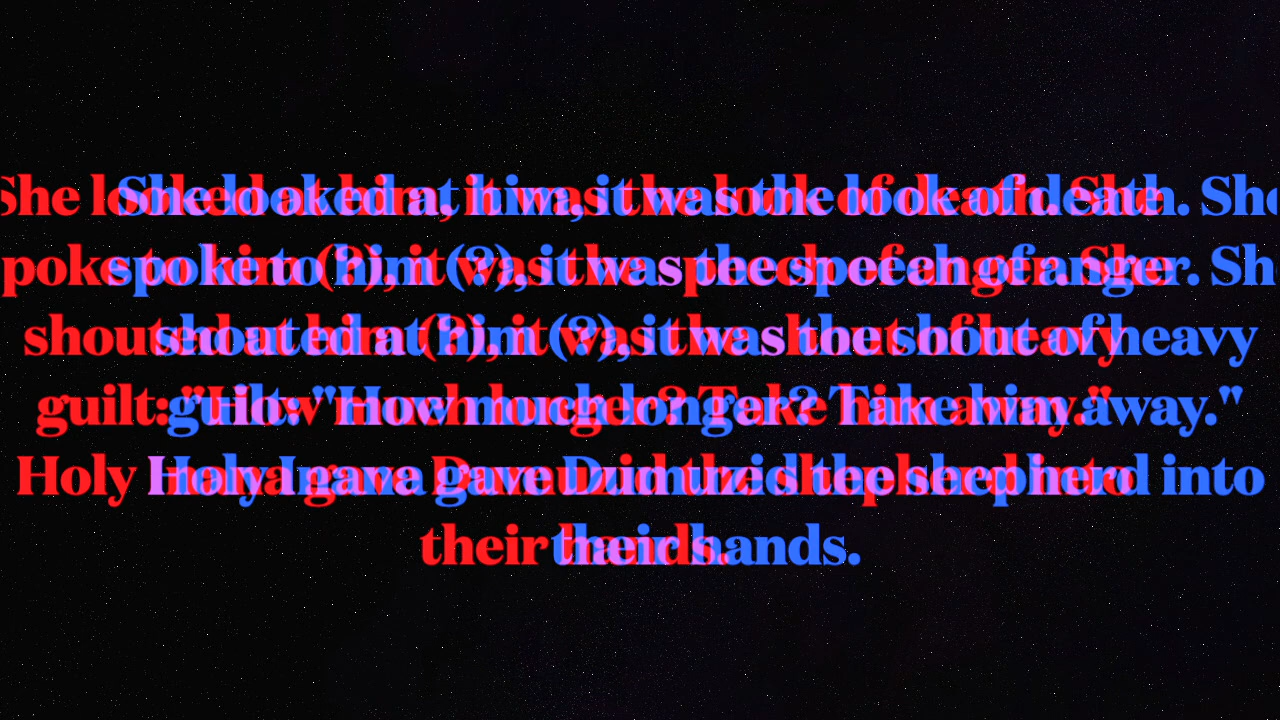 She looked at him, it was the look of death. She
spoke to him (?), it was the speech of anger. She
shouted at him (?), it was the shout of heavy
guilt: "How much longer? Take him away."
Holy Inana gave Dumuzid the shepherd into
their hands.